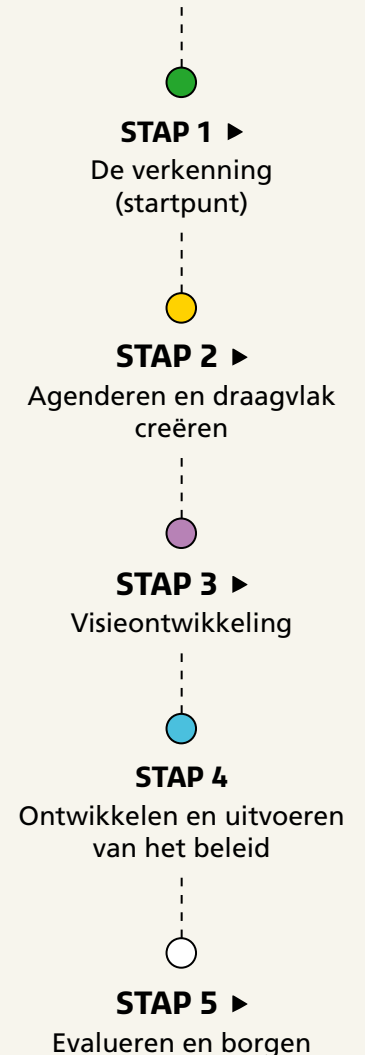 STAP 1 ▶
De verkenning
(startpunt)
STAP 2 ▶
Agenderen en draagvlak
creëren
STAP 3 ▶
Visieontwikkeling
STAP 4
Ontwikkelen en uitvoeren
van het beleid
STAP 5 ▶
Evalueren en borgen